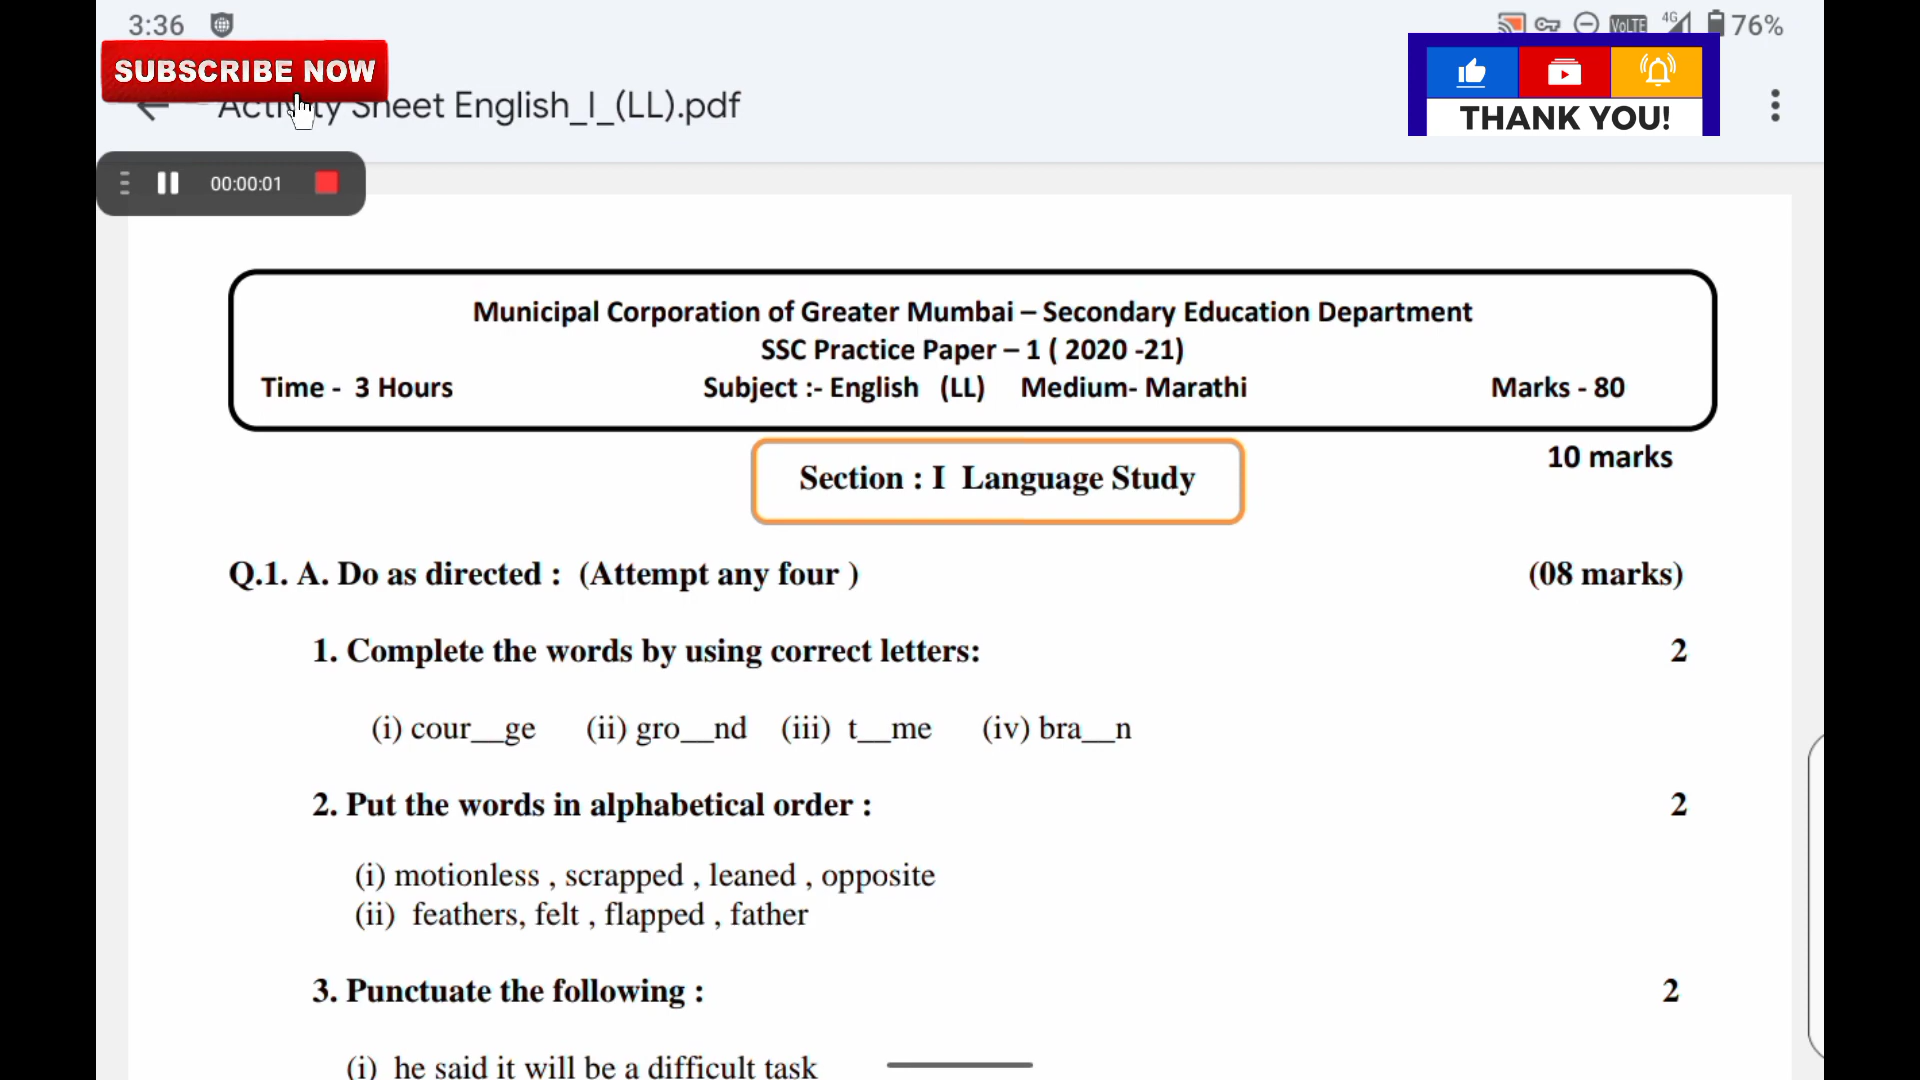 3:36
VoLTE 4G 76%
SUBSCRIBE NOW
Activity Sheet English_I_(LL).pdf
THANK YOU!
00:00:01
Municipal Corporation of Greater Mumbai – Secondary Education Department
SSC Practice Paper – 1 ( 2020 -21)
Time - 3 Hours Subject :- English (LL) Medium- Marathi Marks - 80
10 marks
Section : I Language Study
Q.1. A. Do as directed : (Attempt any four ) (08 marks)
1. Complete the words by using correct letters: 2
(i) cour__ge (ii) gro__nd (iii) t__me (iv) bra__n
2. Put the words in alphabetical order : 2
(i) motionless , scrapped , leaned , opposite
(ii) feathers, felt , flapped , father
3. Punctuate the following : 2
(i) he said it will be a difficult task